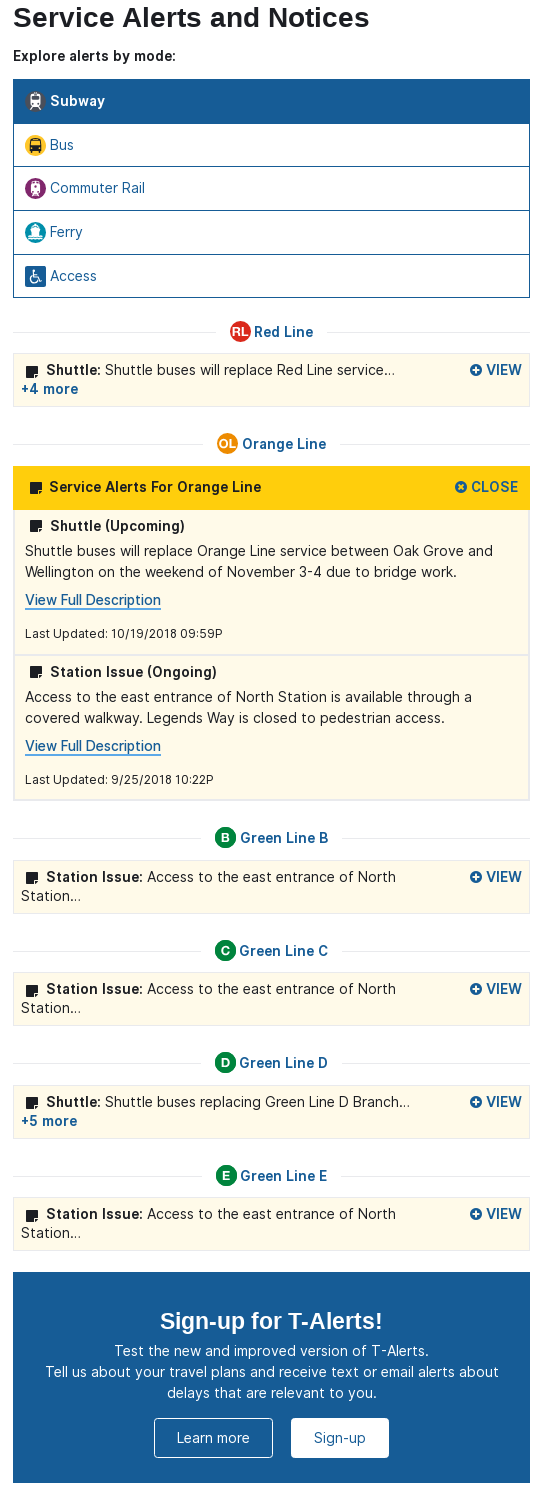 Service Alerts and Notices
Explore alerts by mode:
Subway
Bus
Commuter Rail
Ferry
Access
RL Red Line
Shuttle: Shuttle buses will replace Red Line service... VIEW
+4 more
OL Orange Line
Service Alerts For Orange Line CLOSE
Shuttle (Upcoming)
Shuttle buses will replace Orange Line service between Oak Grove and
Wellington on the weekend of November 3-4 due to bridge work.
View Full Description
Last Updated: 10/19/2018 09:59P
Station Issue (Ongoing)
Access to the east entrance of North Station is available through a
covered walkway. Legends Way is closed to pedestrian access.
View Full Description
Last Updated: 9/25/2018 10:22P
B Green Line B
Station Issue: Access to the east entrance of North VIEW
Station...
C Green Line C
Station Issue: Access to the east entrance of North VIEW
Station...
D Green Line D
Shuttle: Shuttle buses replacing Green Line D Branch... VIEW
+5 more
E Green Line E
Station Issue: Access to the east entrance of North VIEW
Station...
Sign-up for T-Alerts!
Test the new and improved version of T-Alerts.
Tell us about your travel plans and receive text or email alerts about
delays that are relevant to you.
Learn more Sign-up